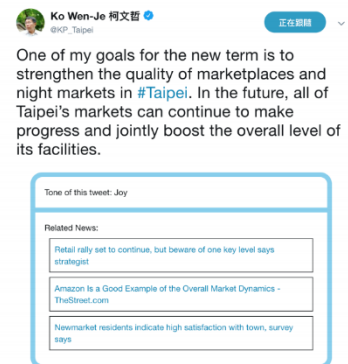 Ko Wen-Je 柯文哲
@KP_Taipei
正在跟隨
One of my goals for the new term is to
strengthen the quality of marketplaces and
night markets in #Taipei. In the future, all of
Taipei's markets can continue to make
progress and jointly boost the overall level of
its facilities.
Tone of this tweet: Joy
Related News:
Retail rally set to continue, but beware of one key level says
strategist
Amazon Is a Good Example of the Overall Market Dynamics -
TheStreet.com
Newmarket residents indicate high satisfaction with town, survey
says